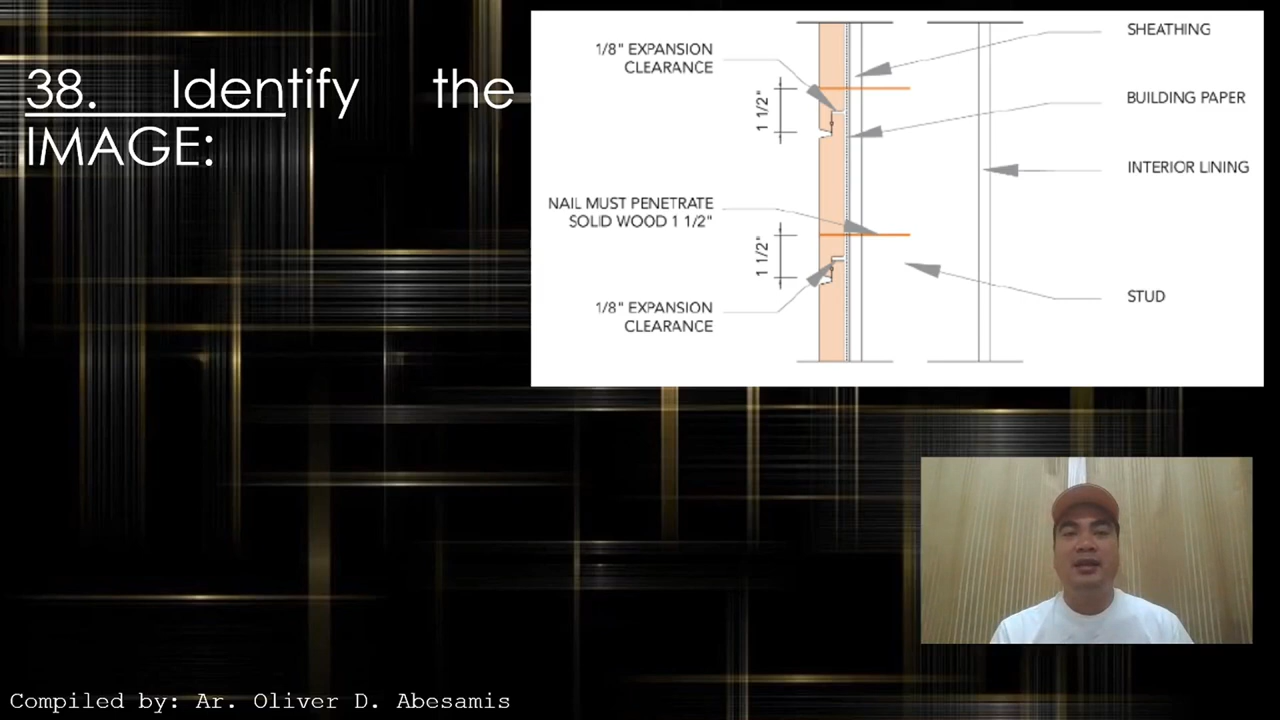 38. Identify the
IMAGE:
1/8" EXPANSION
CLEARANCE
1 1/2"
NAIL MUST PENETRATE
SOLID WOOD 1 1/2"
1 1/2"
1/8" EXPANSION
CLEARANCE
SHEATHING
BUILDING PAPER
INTERIOR LINING
STUD
Compiled by: Ar. Oliver D. Abesamis